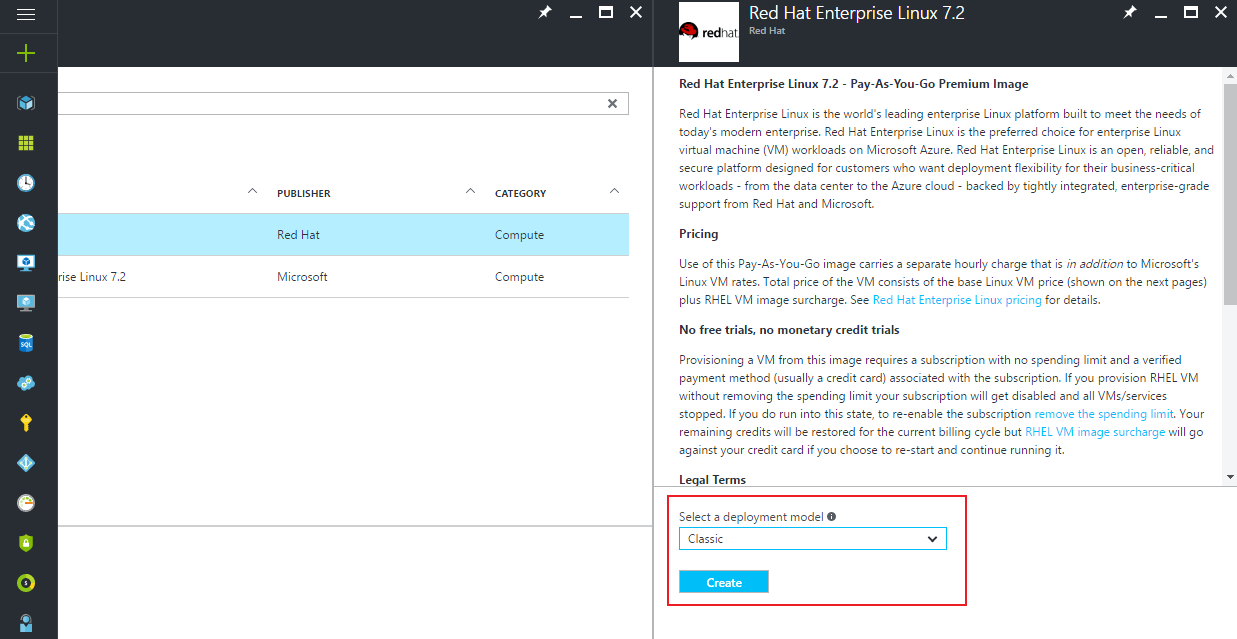 Red Hat Enterprise Linux 7.2
Red Hat
redhat
PUBLISHER
CATEGORY
Red Hat
Compute
rise Linux 7.2
Microsoft
Compute
SQL
Red Hat Enterprise Linux 7.2 - Pay-As-You-Go Premium Image
Red Hat Enterprise Linux is the world's leading enterprise Linux platform built to meet the needs of
today's modern enterprise. Red Hat Enterprise Linux is the preferred choice for enterprise Linux
virtual machine (VM) workloads on Microsoft Azure. Red Hat Enterprise Linux is an open, reliable, and
secure platform designed for customers who want deployment flexibility for their business-critical
workloads - from the data center to the Azure cloud - backed by tightly integrated, enterprise-grade
support from Red Hat and Microsoft.
Pricing
Use of this Pay-As-You-Go image carries a separate hourly charge that is in addition to Microsoft's
Linux VM rates. Total price of the VM consists of the base Linux VM price (shown on the next pages)
plus RHEL VM image surcharge. See Red Hat Enterprise Linux pricing for details.
No free trials, no monetary credit trials
Provisioning a VM from this image requires a subscription with no spending limit and a verified
payment method (usually a credit card) associated with the subscription. If you provision RHEL VM
without removing the spending limit your subscription will get disabled and all VMs/services
stopped. If you do run into this state, to re-enable the subscription remove the spending limit. Your
remaining credits will be restored for the current billing cycle but RHEL VM image surcharge will go
against your credit card if you choose to re-start and continue running it.
Legal Terms
Select a deployment model
Classic
Create